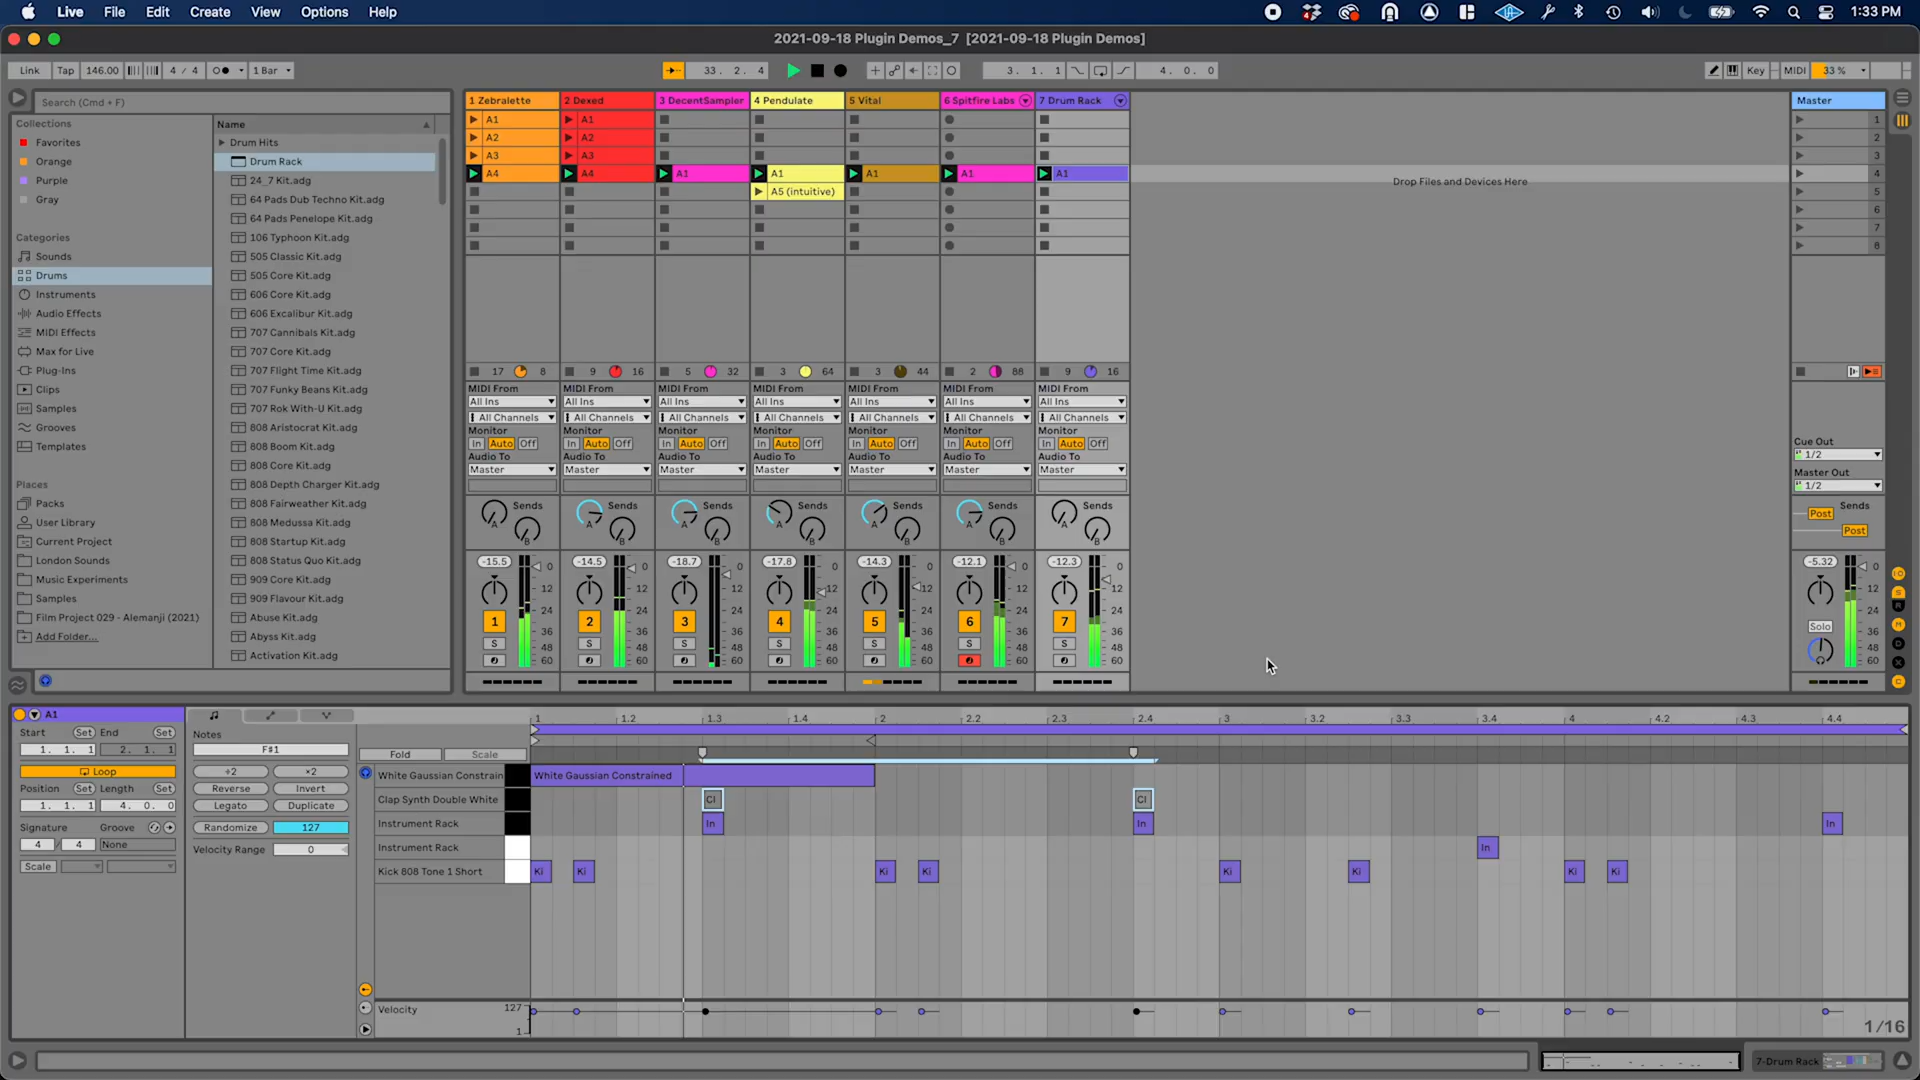 Live File Edit Create View Options Help
1:33 PM
2021-09-18 Plugin Demos_7 [2021-09-18 Plugin Demos]
Link Tap 146.00 4 / 4 1 Bar 33. 2. 4 3. 1. 1 4. 0. 0 Key MIDI 33 %
Search (Cmd + F)
Collections
Favorites
Orange
Purple
Gray
Categories
Sounds
Drums
Instruments
Audio Effects
MIDI Effects
Max for Live
Plug-Ins
Clips
Samples
Grooves
Templates
Places
Packs
User Library
Current Project
London Sounds
Music Experiments
Samples
Film Project 029 - Alemanji (2021)
Add Folder...
Name
Drum Hits
Drum Rack
24_7 Kit.adg
64 Pads Dub Techno Kit.adg
64 Pads Penelope Kit.adg
106 Typhoon Kit.adg
505 Classic Kit.adg
505 Core Kit.adg
606 Core Kit.adg
606 Excalibur Kit.adg
707 Cannibals Kit.adg
707 Core Kit.adg
707 Flight Time Kit.adg
707 Funky Beans Kit.adg
707 Rok With-U Kit.adg
808 Aristocrat Kit.adg
808 Boom Kit.adg
808 Core Kit.adg
808 Depth Charger Kit.adg
808 Fairweather Kit.adg
808 Medussa Kit.adg
808 Startup Kit.adg
808 Status Quo Kit.adg
909 Core Kit.adg
909 Flavour Kit.adg
Abuse Kit.adg
Abyss Kit.adg
Activation Kit.adg
1 Zebralette 2 Dexed 3 DecentSampler 4 Pendulate 5 Vital 6 Spitfire Labs 7 Drum Rack Master
A1 A1 1
A2 A2 2
A3 A3 3
A4 A4 A1 A1 A1 A1 A1 4
Drop Files and Devices Here
A5 (intuitive) 5
6
7
8
17 8 9 16 5 32 3 64 3 44 2 88 9 16
MIDI From MIDI From MIDI From MIDI From MIDI From MIDI From MIDI From
All Ins All Ins All Ins All Ins All Ins All Ins All Ins
All Channels All Channels All Channels All Channels All Channels All Channels All Channels
Monitor Monitor Monitor Monitor Monitor Monitor Monitor
In Auto Off In Auto Off In Auto Off In Auto Off In Auto Off In Auto Off In Auto Off
Cue Out
1/2
Audio To Audio To Audio To Audio To Audio To Audio To Audio To
Master Master Master Master Master Master Master
Master Out
1/2
Sends Sends Sends Sends Sends Sends Sends Sends
A A A A A A A Post
B B B B B B B Post
-15.5 -14.5 -18.7 -17.8 -14.3 -12.1 -12.3 -5.32
0 0 0 0 0 0 0 0
12 12 12 12 12 12 12 12
24 24 24 24 24 24 24 24
1 2 3 4 5 6 7 Solo
36 36 36 36 36 36 36 36
S S S S S S S
48 48 48 48 48 48 48 48
60 60 60 60 60 60 60 60
A1
Start Set End Set
1. 1. 1 2. 1. 1
Loop
Position Set Length Set
1. 1. 1 4. 0. 0
Signature Groove
4 / 4 None
Scale
Notes
F#1
÷2 ×2
Reverse Invert
Legato Duplicate
Randomize 127
Velocity Range 0
1 1.2 1.3 1.4 2 2.2 2.3 2.4 3 3.2 3.3 3.4 4 4.2 4.3 4.4
Fold Scale
White Gaussian Constrain White Gaussian Constrained
Clap Synth Double White Cl Cl
Instrument Rack In In In
Instrument Rack In
Kick 808 Tone 1 Short Ki Ki Ki Ki Ki Ki Ki Ki
Velocity 127
1
1/16
7-Drum Rack